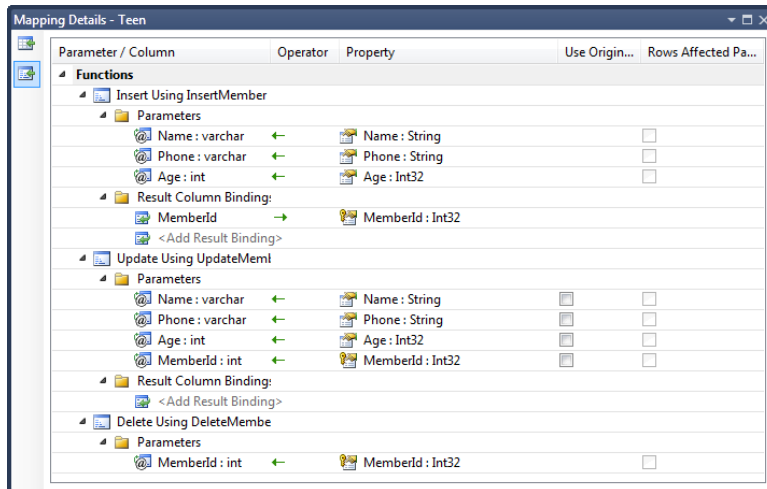 Mapping Details - Teen
Parameter / Column Operator Property Use Origin... Rows Affected Pa...
Functions
Insert Using InsertMember
Parameters
Name : varchar ← Name : String
Phone : varchar ← Phone : String
Age : int ← Age : Int32
Result Column Bindings
MemberId → MemberId : Int32
<Add Result Binding>
Update Using UpdateMemb
Parameters
Name : varchar ← Name : String
Phone : varchar ← Phone : String
Age : int ← Age : Int32
MemberId : int ← MemberId : Int32
Result Column Bindings
<Add Result Binding>
Delete Using DeleteMembe
Parameters
MemberId : int ← MemberId : Int32